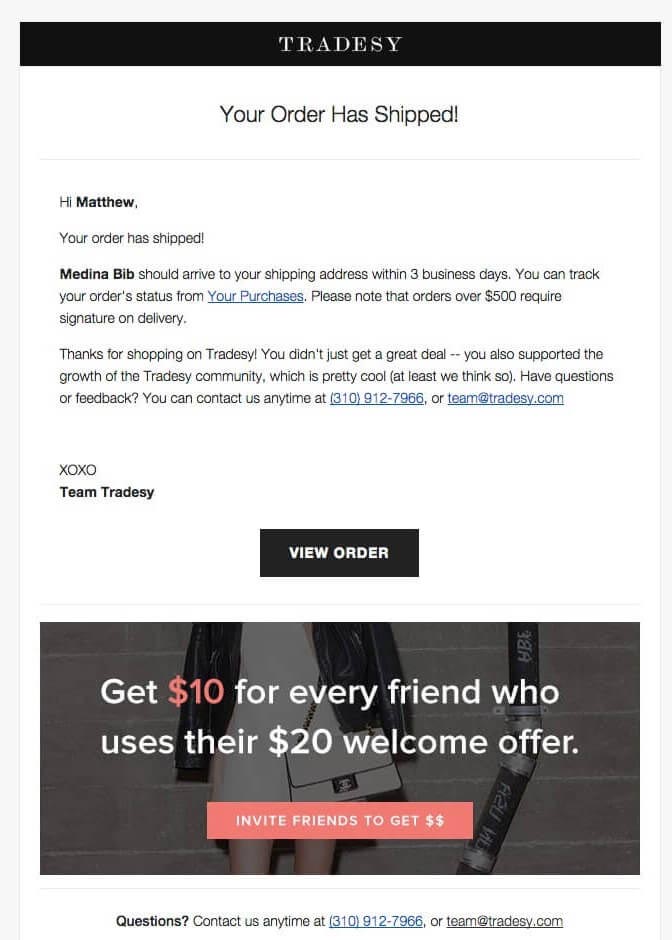 TRADESY
Your Order Has Shipped!
Hi Matthew,
Your order has shipped!
Medina Bib should arrive to your shipping address within 3 business days. You can track
your order's status from Your Purchases. Please note that orders over $500 require
signature on delivery.
Thanks for shopping on Tradesy! You didn't just get a great deal -- you also supported the
growth of the Tradesy community, which is pretty cool (at least we think so). Have questions
or feedback? You can contact us anytime at (310) 912-7966, or team@tradesy.com
XOXO
Team Tradesy
VIEW ORDER
Get $10 for every friend who
uses their $20 welcome offer.
INVITE FRIENDS TO GET $$
Questions? Contact us anytime at (310) 912-7966, or team@tradesy.com